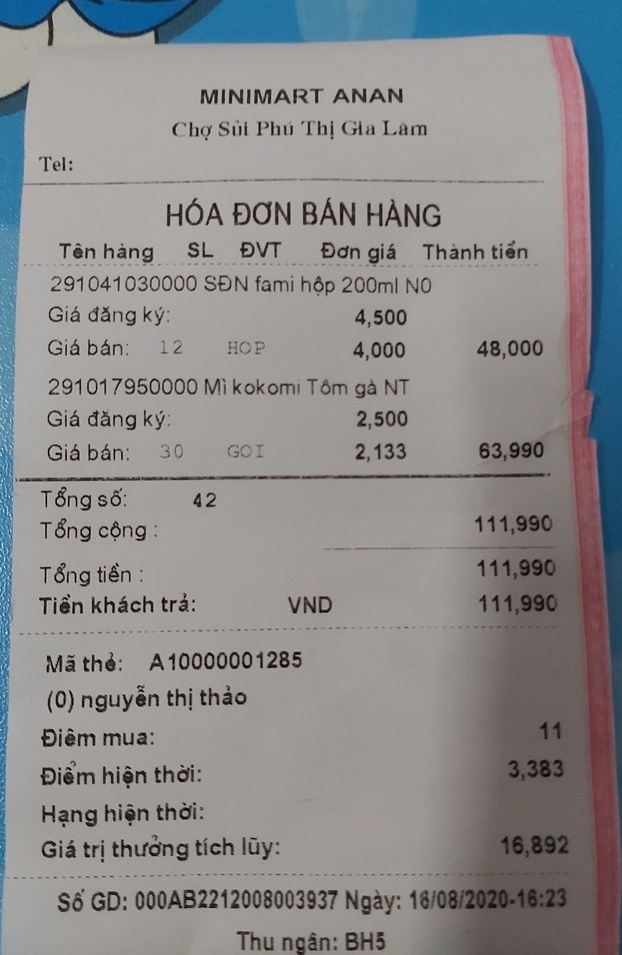 MINIMART ANAN
Chợ Sủi Phú Thị Gia Lâm
Tel:
HÓA ĐƠN BÁN HÀNG
Tên hàng SL ĐVT Đơn giá Thành tiền
291041030000 SĐN fami hộp 200ml N0
Giá đăng ký: 4,500
Giá bán: 12 HOP 4,000 48,000
291017950000 Mì kokomi Tôm gà NT
Giá đăng ký: 2,500
Giá bán: 30 GOI 2,133 63,990
Tổng số: 42
Tổng cộng : 111,990
Tổng tiền : 111,990
Tiền khách trả: VND 111,990
Mã thẻ: A10000001285
(0) nguyễn thị thảo
Điểm mua: 11
Điểm hiện thời: 3,383
Hạng hiện thời:
Giá trị thưởng tích lũy: 16,892
Số GD: 000AB2212008003937 Ngày: 16/08/2020-16:23
Thu ngân: BH5